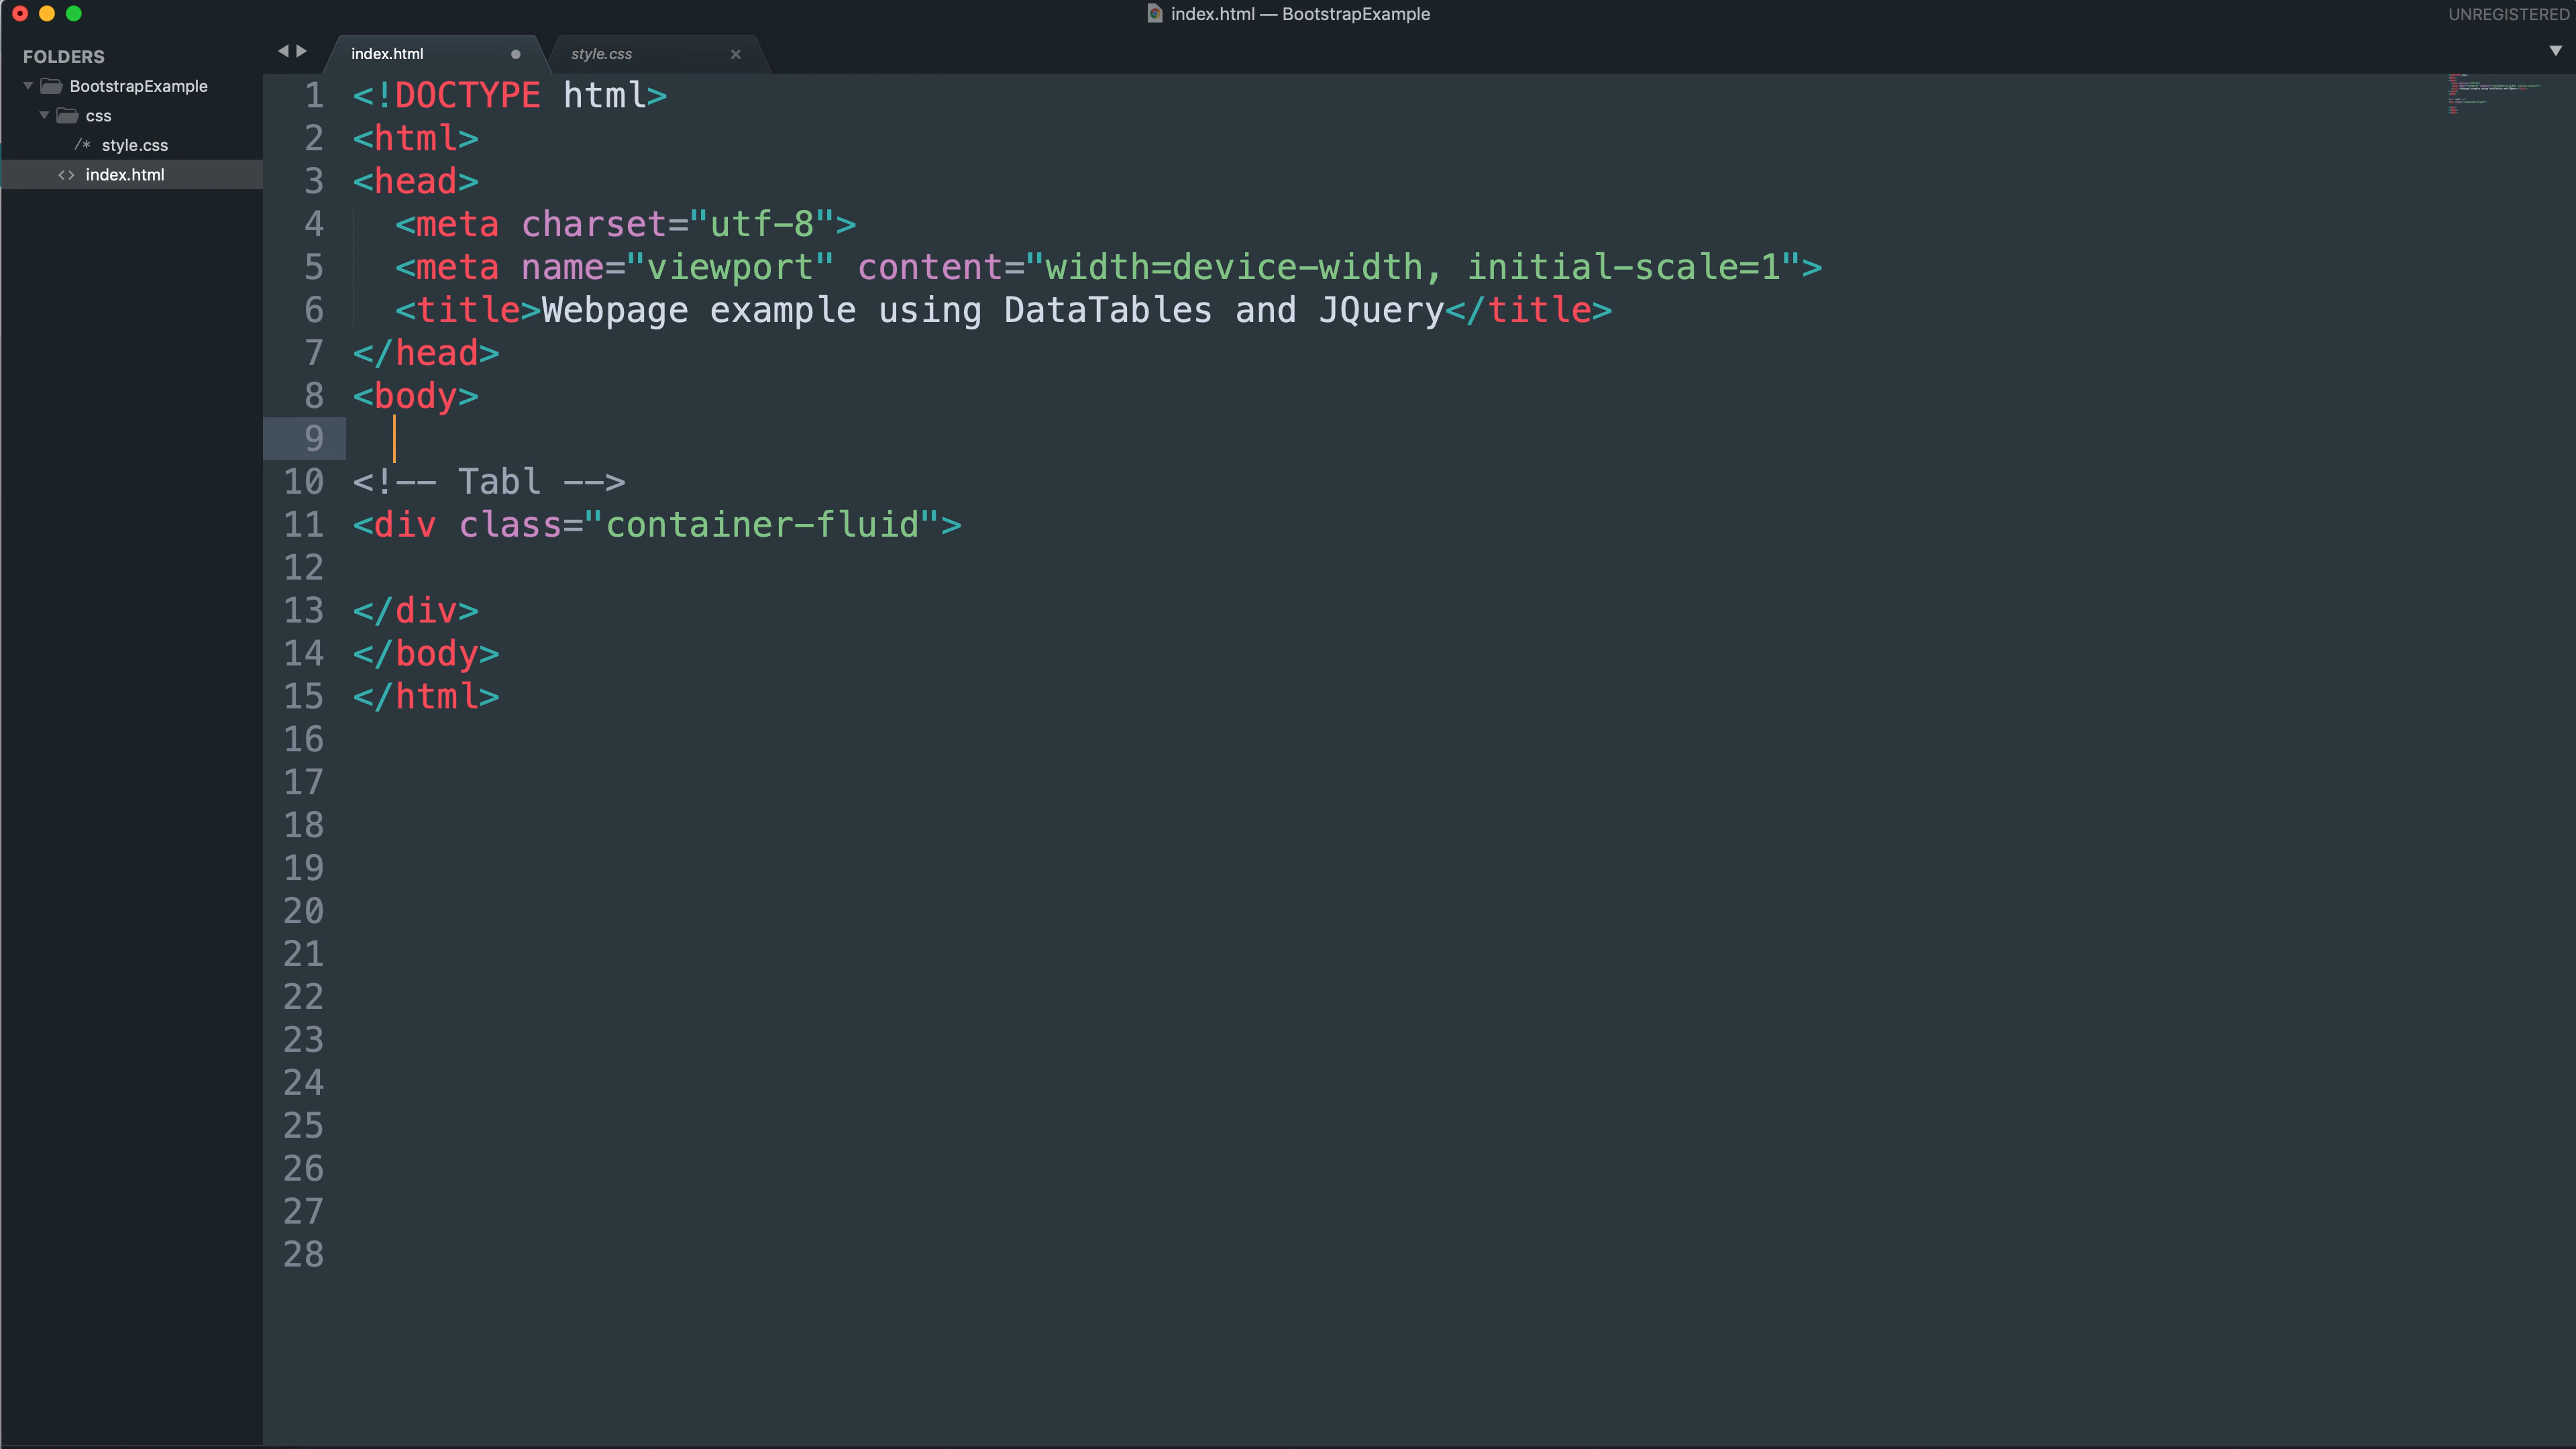 index.html — BootstrapExample
UNREGISTERED
FOLDERS
BootstrapExample
css
/* style.css
<> index.html
index.html
style.css
1 <!DOCTYPE html>
2 <html>
3 <head>
4 <meta charset="utf-8">
5 <meta name="viewport" content="width=device-width, initial-scale=1">
6 <title>Webpage example using DataTables and JQuery</title>
7 </head>
8 <body>
9
10 <!-- Tabl -->
11 <div class="container-fluid">
12
13 </div>
14 </body>
15 </html>
16
17
18
19
20
21
22
23
24
25
26
27
28